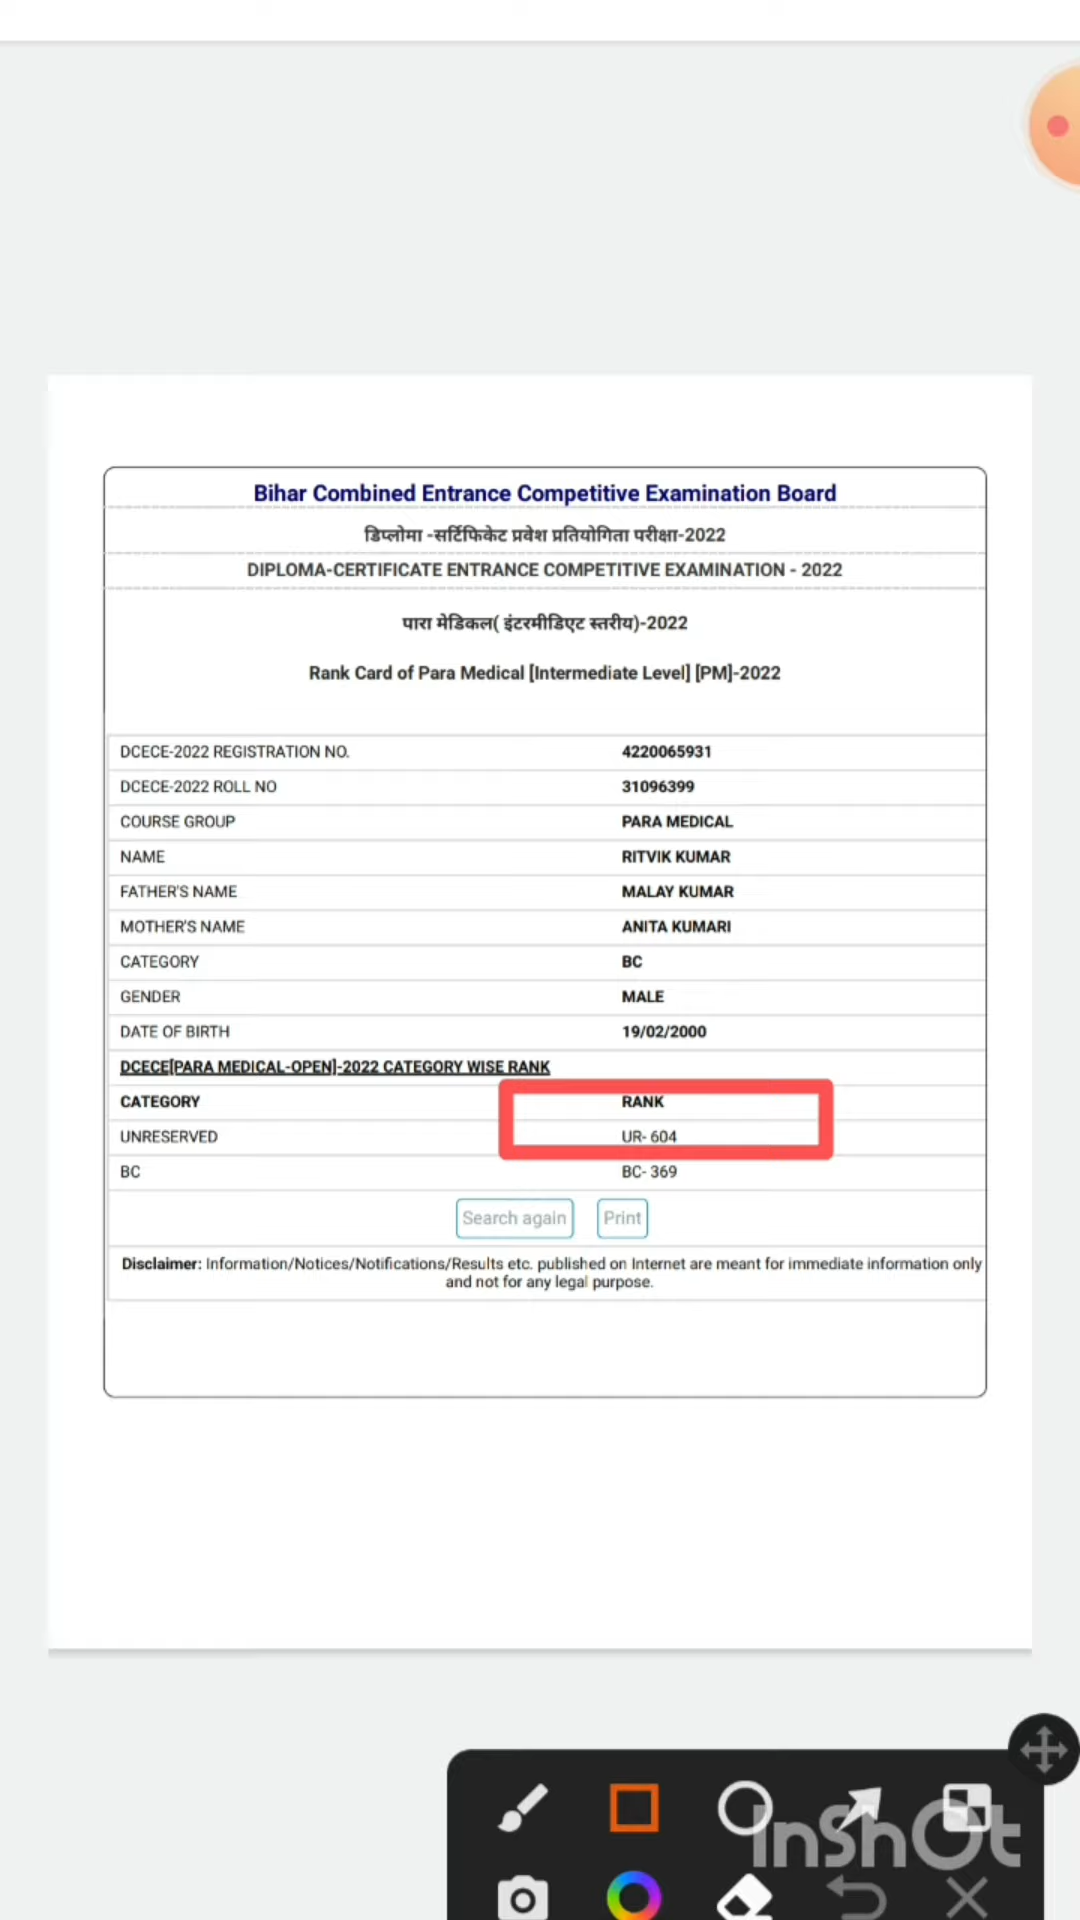 Bihar Combined Entrance Competitive Examination Board
डिप्लोमा -सर्टिफिकेट प्रवेश प्रतियोगिता परीक्षा-2022
DIPLOMA-CERTIFICATE ENTRANCE COMPETITIVE EXAMINATION - 2022
पारा मेडिकल( इंटरमीडिएट स्तरीय)-2022
Rank Card of Para Medical [Intermediate Level] [PM]-2022
DCECE-2022 REGISTRATION NO. 4220065931
DCECE-2022 ROLL NO 31096399
COURSE GROUP PARA MEDICAL
NAME RITVIK KUMAR
FATHER'S NAME MALAY KUMAR
MOTHER'S NAME ANITA KUMARI
CATEGORY BC
GENDER MALE
DATE OF BIRTH 19/02/2000
DCECE[PARA MEDICAL-OPEN]-2022 CATEGORY WISE RANK
CATEGORY RANK
UNRESERVED UR- 604
BC BC- 369
Search again Print
Disclaimer: Information/Notices/Notifications/Results etc. published on Internet are meant for immediate information only
and not for any legal purpose.
InShOt